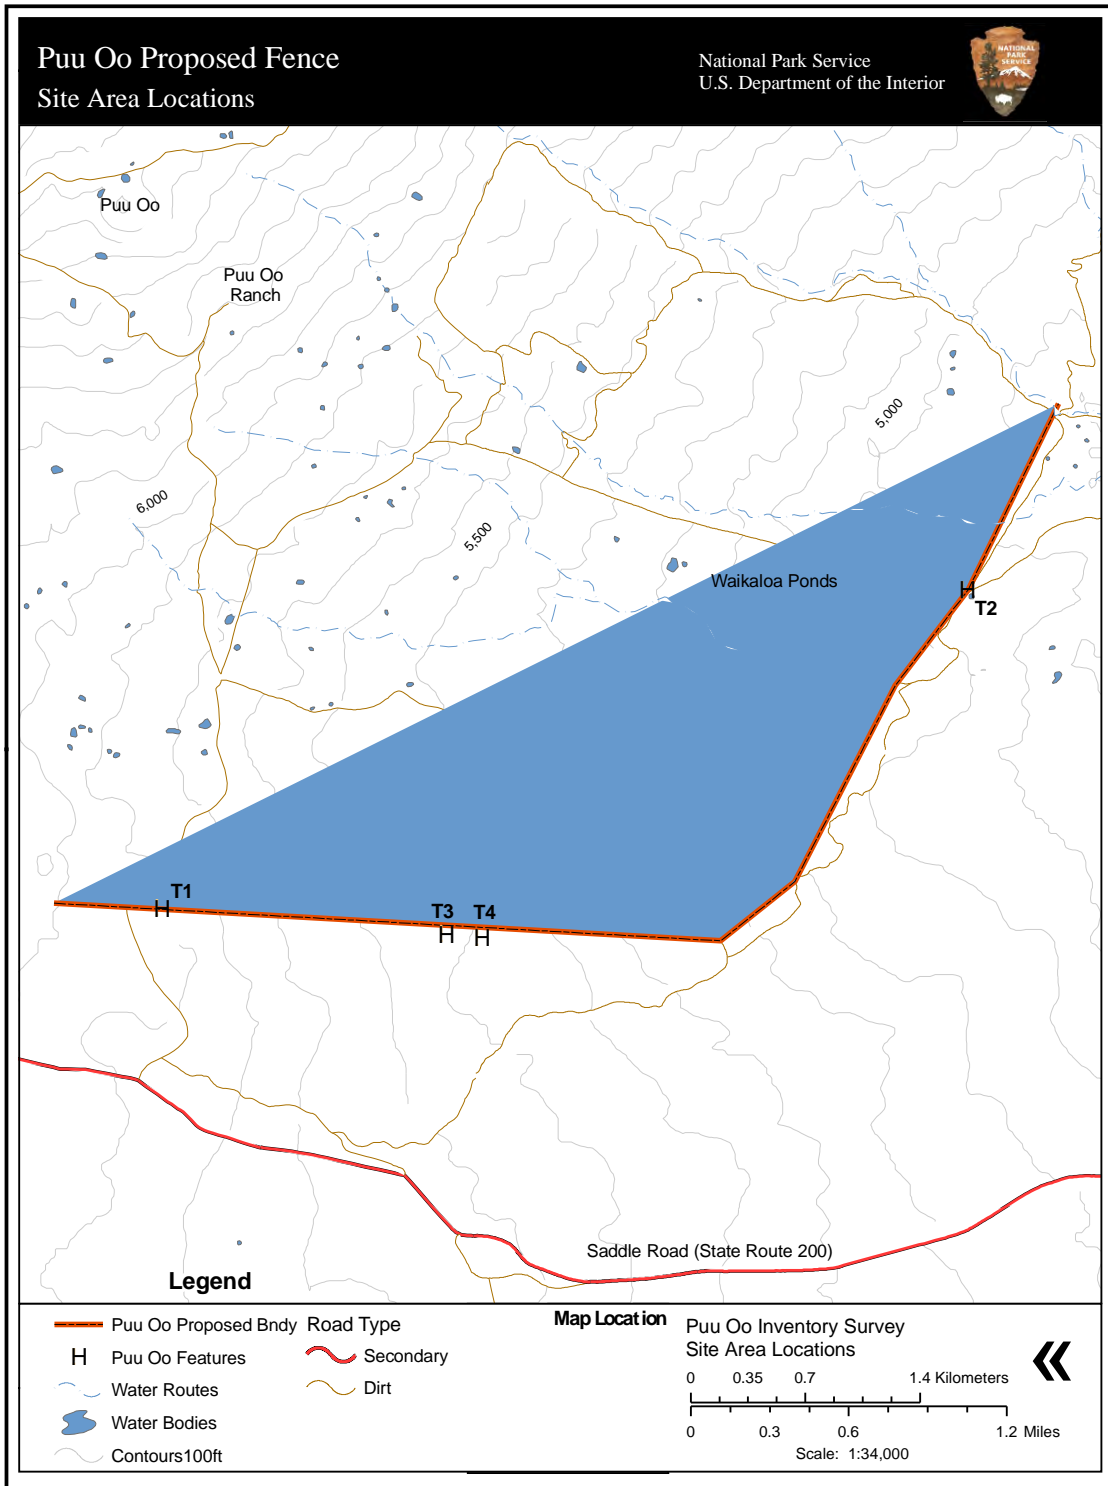 Puu Oo Proposed Fence
Site Area Locations
National Park Service
U.S. Department of the Interior
NATIONAL
PARK
SERVICE
Puu Oo
Puu Oo
Ranch
5,000
6,000
5,500
Waikaloa Ponds
H
T2
T1
H
T3
H
T4
H
Saddle Road (State Route 200)
Legend
Puu Oo Proposed Bndy
H Puu Oo Features
Water Routes
Water Bodies
Contours100ft
Road Type
Secondary
Dirt
Map Location
Puu Oo Inventory Survey
Site Area Locations
0 0.35 0.7 1.4 Kilometers
0 0.3 0.6 1.2 Miles
Scale: 1:34,000